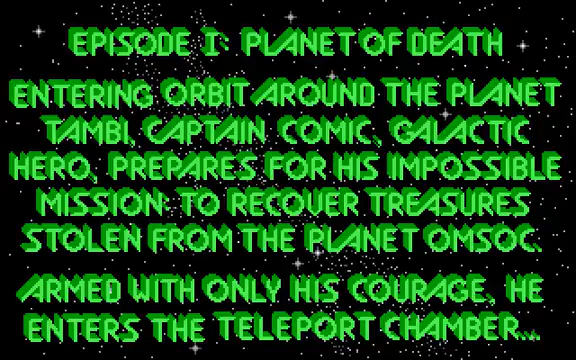 EPISODE I: PLANET OF DEATH
ENTERING ORBIT AROUND THE PLANET
TAMBI, CAPTAIN COMIC, GALACTIC
HERO, PREPARES FOR HIS IMPOSSIBLE
MISSION: TO RECOVER TREASURES
STOLEN FROM THE PLANET OMSOC.
ARMED WITH ONLY HIS COURAGE, HE
ENTERS THE TELEPORT CHAMBER...